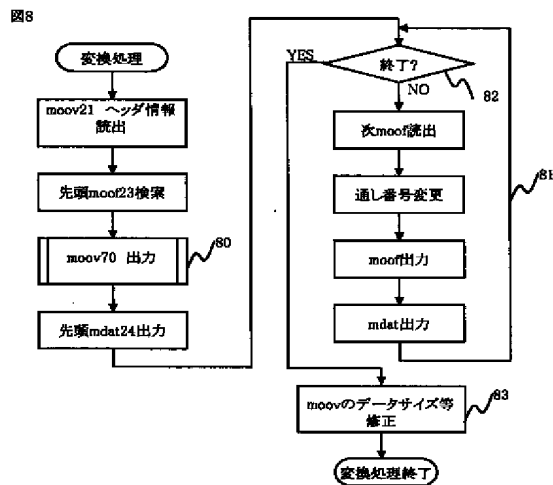 図8
変換処理
moov21 ヘッダ情報
読出
先頭moof23検索
moov70 出力
80
先頭mdat24出力
終了?
YES
NO
82
次moof読出
通し番号変更
moof出力
mdat出力
81
moovのデータサイズ等
修正
83
変換処理終了